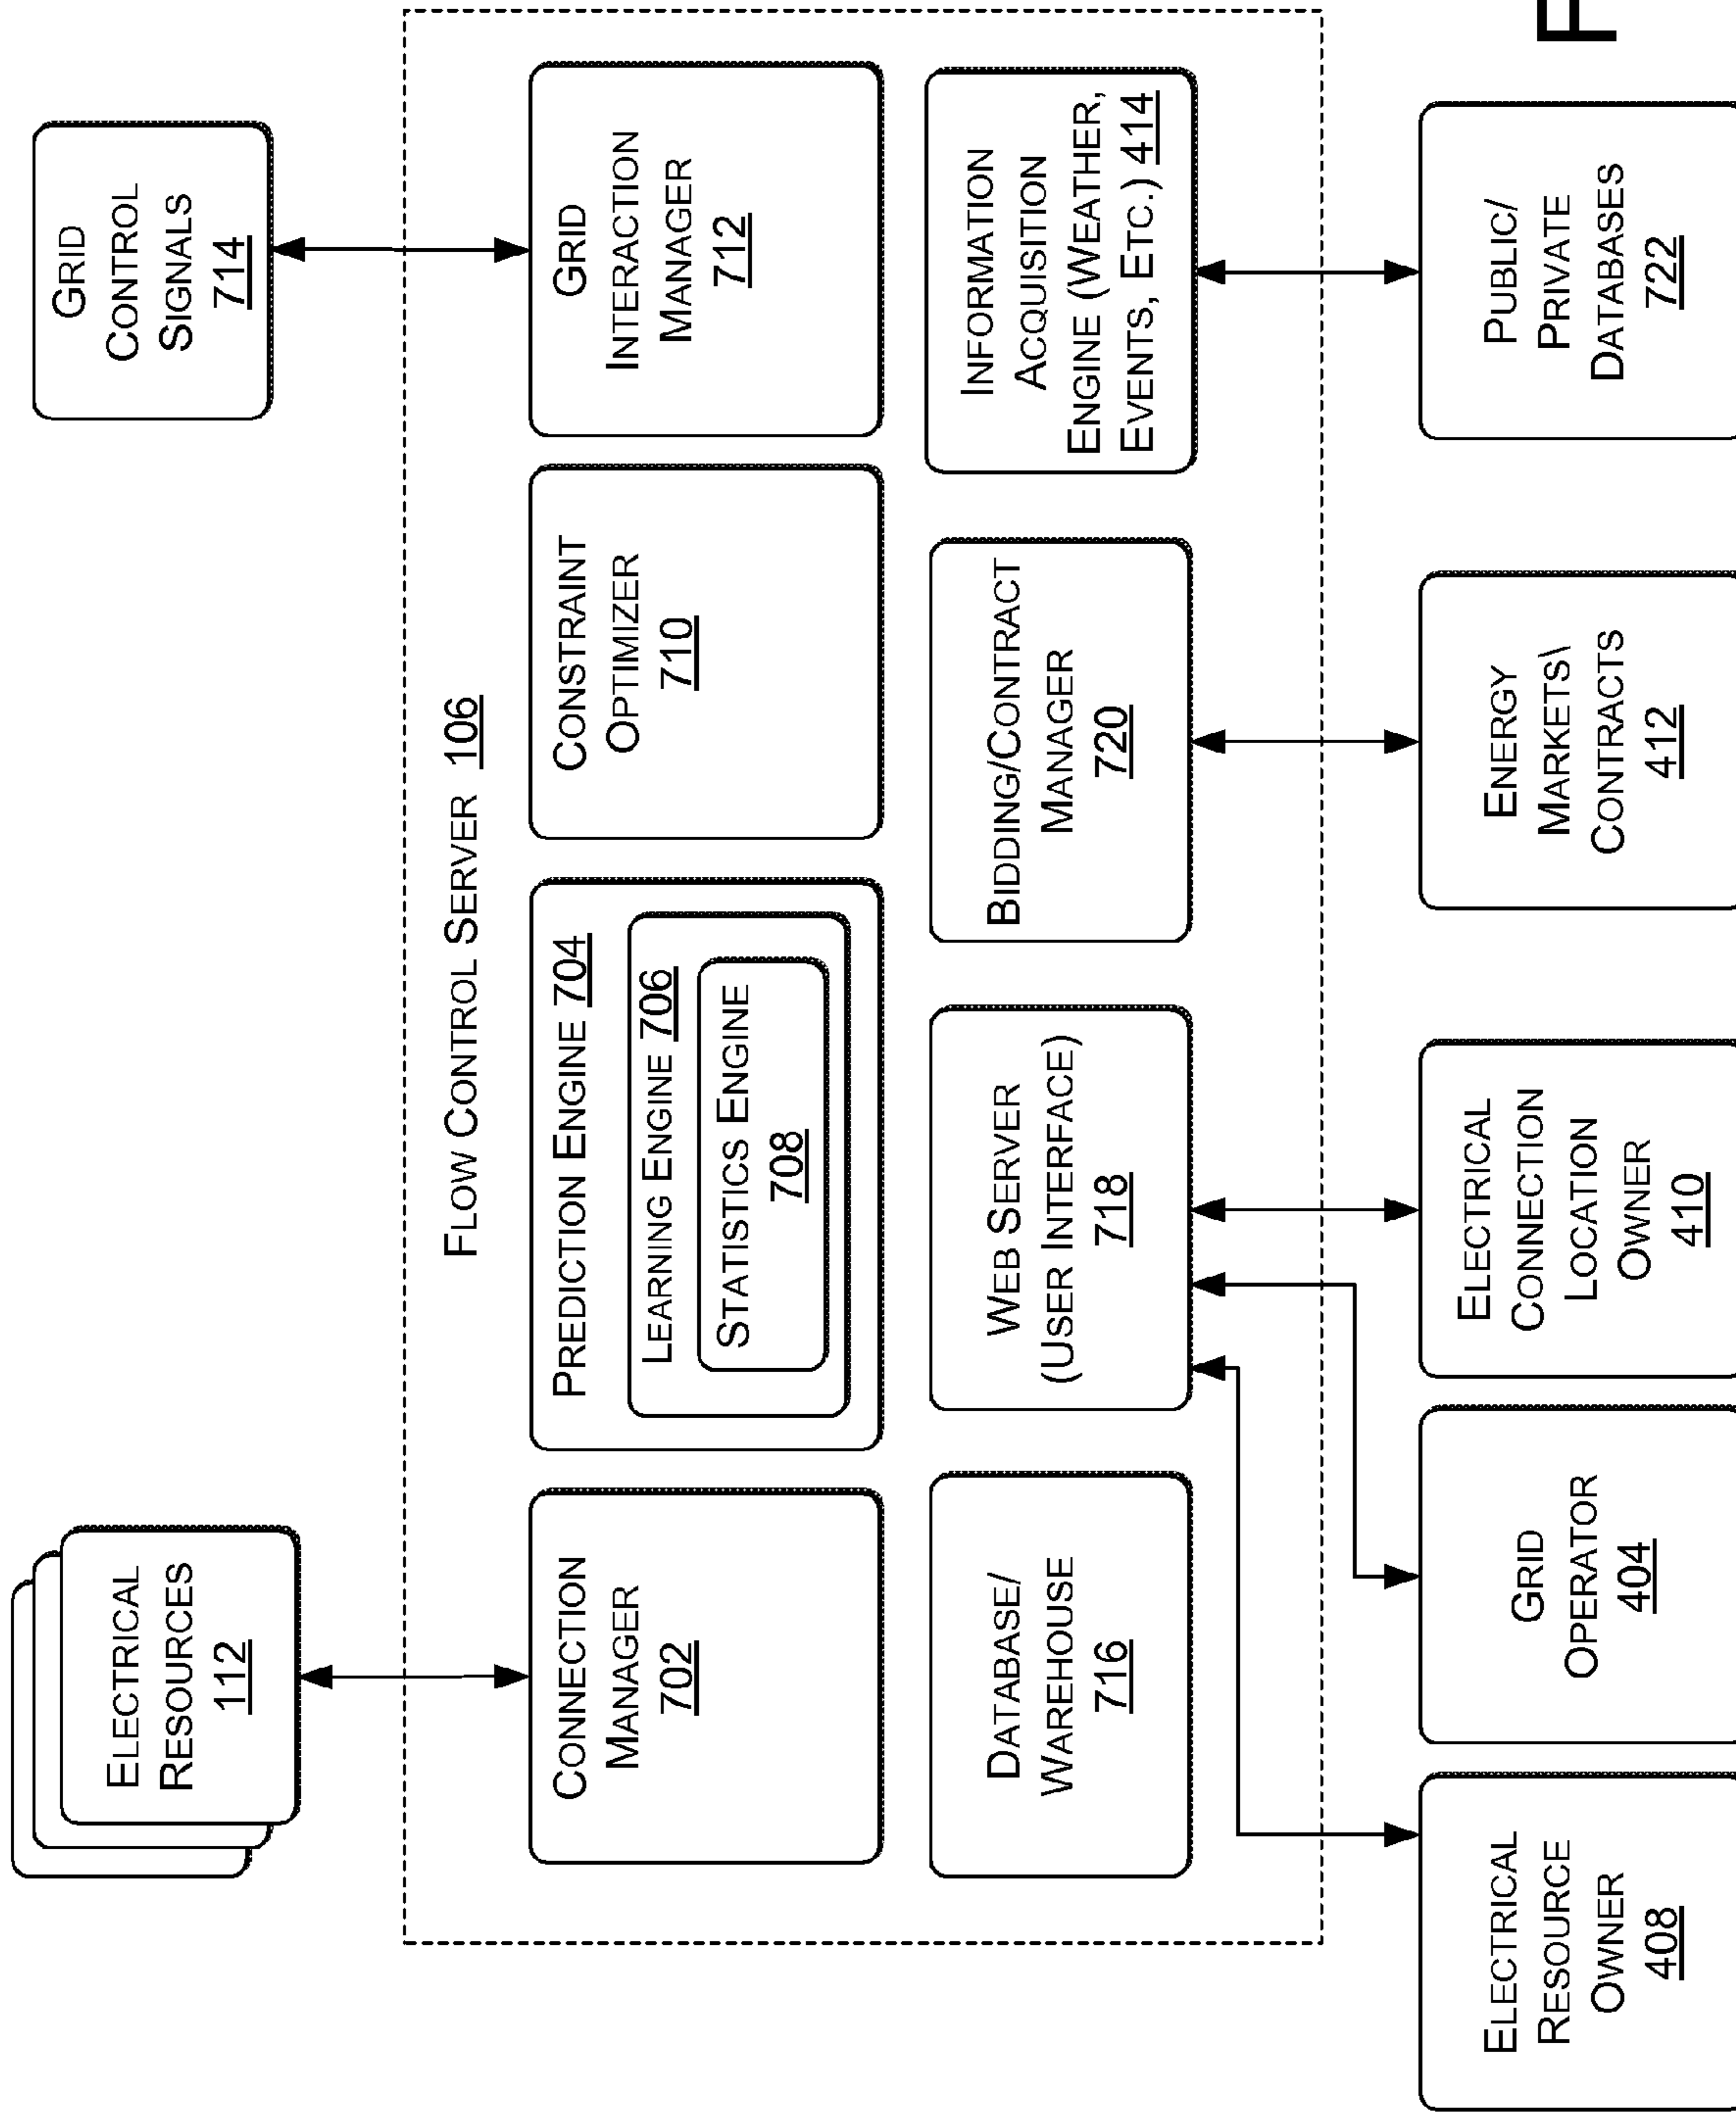 ELECTRICAL
RESOURCES
112
GRID
CONTROL
SIGNALS
714
FLOW CONTROL SERVER 106
CONNECTION
MANAGER
702
PREDICTION ENGINE 704
LEARNING ENGINE 706
STATISTICS ENGINE
708
CONSTRAINT
OPTIMIZER
710
GRID
INTERACTION
MANAGER
712
DATABASE/
WAREHOUSE
716
WEB SERVER
(USER INTERFACE)
718
BIDDING/CONTRACT
MANAGER
720
INFORMATION
ACQUISITION
ENGINE (WEATHER,
EVENTS, ETC.) 414
ELECTRICAL
RESOURCE
OWNER
408
GRID
OPERATOR
404
ELECTRICAL
CONNECTION
LOCATION
OWNER
410
ENERGY
MARKETS\
CONTRACTS
412
PUBLIC/
PRIVATE
DATABASES
722